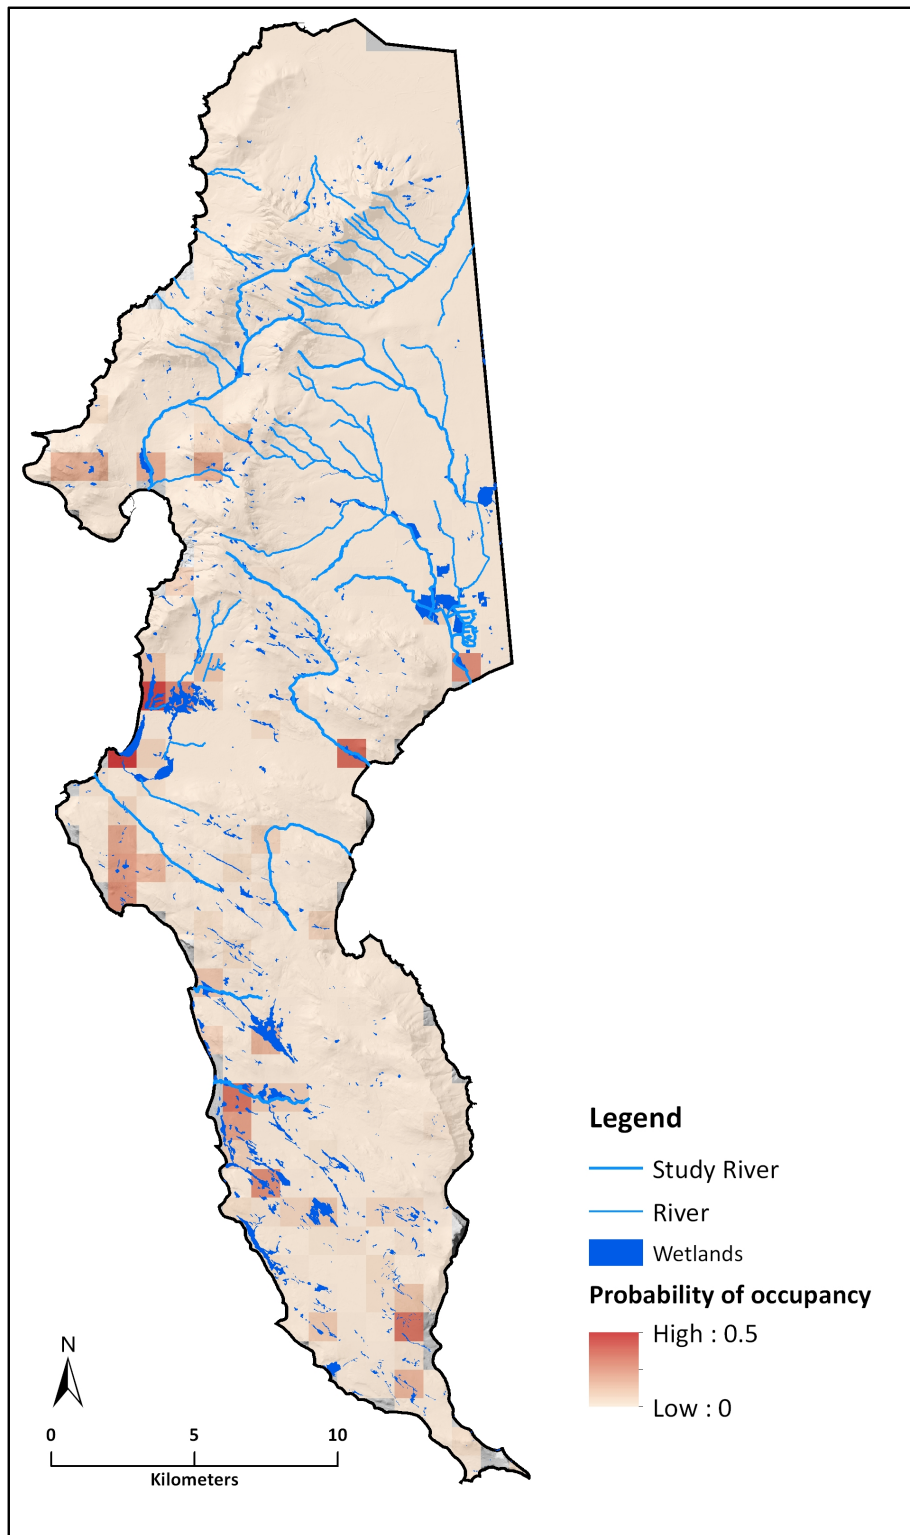 Legend
Study River
River
Wetlands
Probability of occupancy
High : 0.5
Low : 0
N
0 5 10
Kilometers